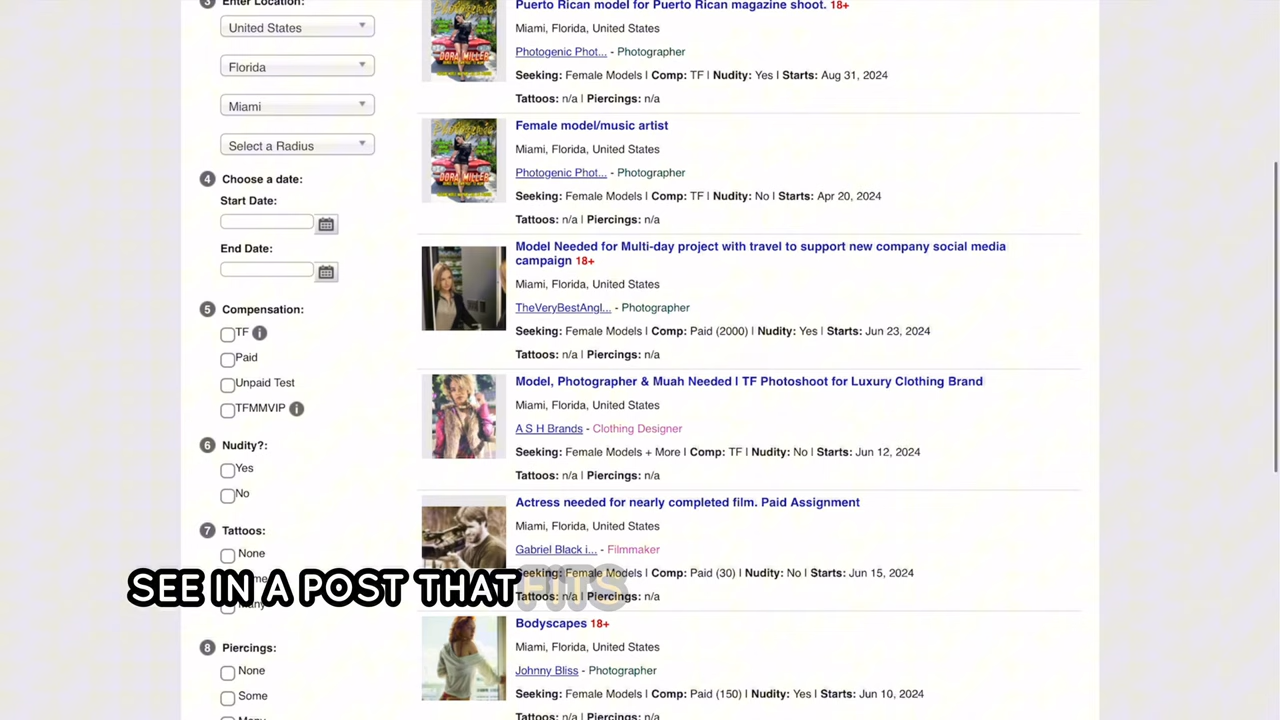 3 Enter Location:
United States
Florida
Miami
Select a Radius
4 Choose a date:
Start Date:
End Date:
5 Compensation:
TF i
Paid
Unpaid Test
TFMMVIP i
6 Nudity?:
Yes
No
7 Tattoos:
None
Many
8 Piercings:
None
Some
Many
Puerto Rican model for Puerto Rican magazine shoot. 18+
Miami, Florida, United States
Photogenic Phot... - Photographer
Seeking: Female Models | Comp: TF | Nudity: Yes | Starts: Aug 31, 2024
Tattoos: n/a | Piercings: n/a
DORA MILLER
Female model/music artist
Miami, Florida, United States
Photogenic Phot... - Photographer
Seeking: Female Models | Comp: TF | Nudity: No | Starts: Apr 20, 2024
Tattoos: n/a | Piercings: n/a
DORA MILLER
Model Needed for Multi-day project with travel to support new company social media
campaign 18+
Miami, Florida, United States
TheVeryBestAngl... - Photographer
Seeking: Female Models | Comp: Paid (2000) | Nudity: Yes | Starts: Jun 23, 2024
Tattoos: n/a | Piercings: n/a
Model, Photographer & Muah Needed | TF Photoshoot for Luxury Clothing Brand
Miami, Florida, United States
A S H Brands - Clothing Designer
Seeking: Female Models + More | Comp: TF | Nudity: No | Starts: Jun 12, 2024
Tattoos: n/a | Piercings: n/a
Actress needed for nearly completed film. Paid Assignment
Miami, Florida, United States
Gabriel Black i... - Filmmaker
Seeking: Female Models | Comp: Paid (30) | Nudity: No | Starts: Jun 15, 2024
Tattoos: n/a | Piercings: n/a
Bodyscapes 18+
Miami, Florida, United States
Johnny Bliss - Photographer
Seeking: Female Models | Comp: Paid (150) | Nudity: Yes | Starts: Jun 10, 2024
Tattoos: n/a | Piercings: n/a
SEE IN A POST THAT FITS